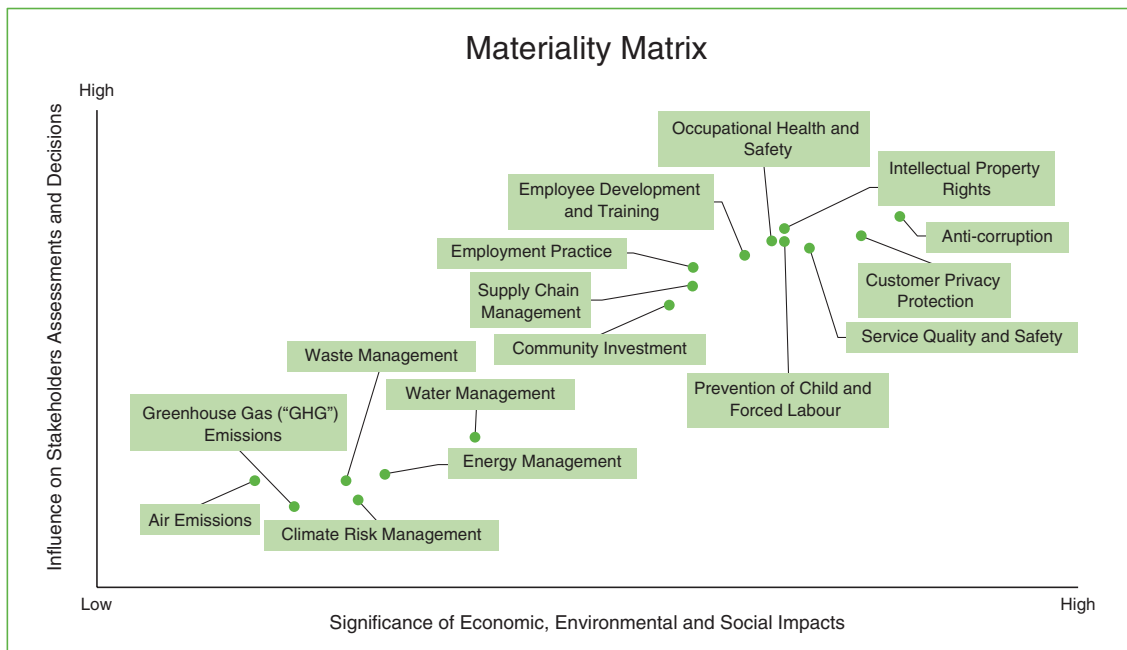 Materiality Matrix
High
Influence on Stakeholders Assessments and Decisions
Occupational Health and
Safety
Intellectual Property
Rights
Employee Development
and Training
Anti-corruption
Employment Practice
Customer Privacy
Protection
Supply Chain
Management
Service Quality and Safety
Community Investment
Waste Management
Prevention of Child and
Forced Labour
Water Management
Greenhouse Gas (“GHG”)
Emissions
Energy Management
Air Emissions
Climate Risk Management
Low
High
Significance of Economic, Environmental and Social Impacts